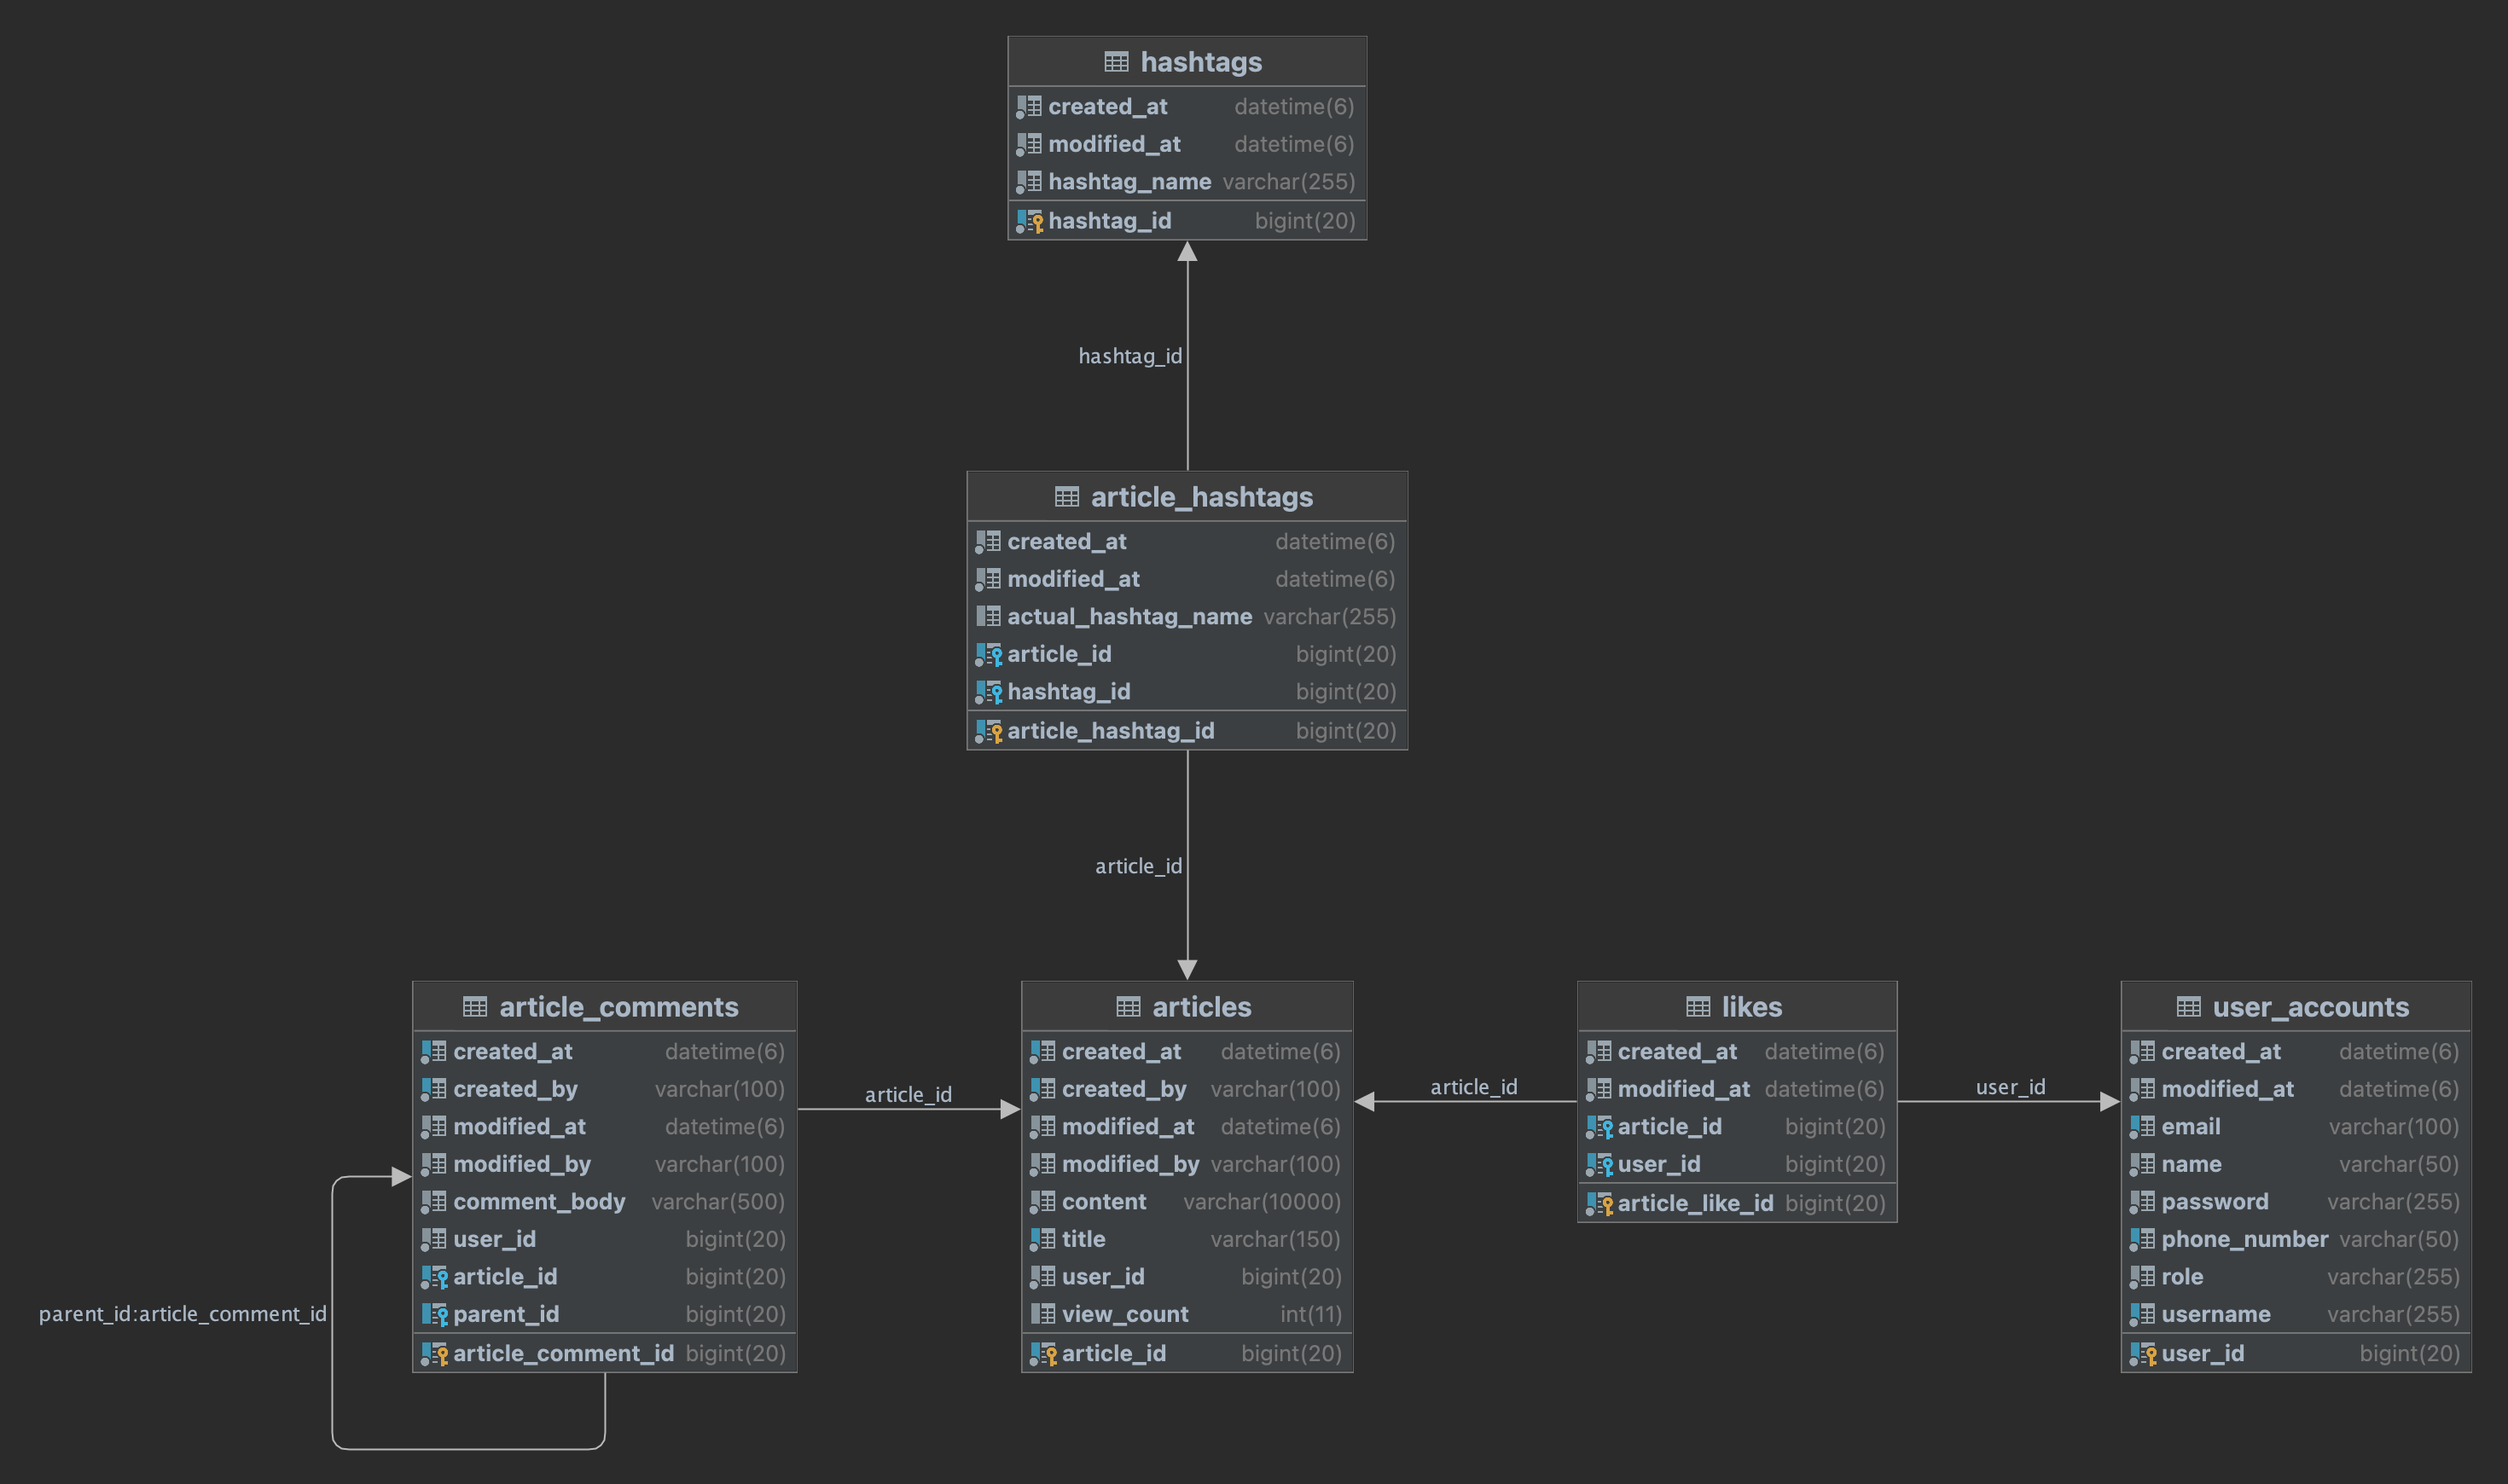 hashtags
created_at datetime(6)
modified_at datetime(6)
hashtag_name varchar(255)
hashtag_id bigint(20)
hashtag_id
article_hashtags
created_at datetime(6)
modified_at datetime(6)
actual_hashtag_name varchar(255)
article_id bigint(20)
hashtag_id bigint(20)
article_hashtag_id bigint(20)
article_id
article_comments
created_at datetime(6)
created_by varchar(100)
modified_at datetime(6)
modified_by varchar(100)
comment_body varchar(500)
user_id bigint(20)
article_id bigint(20)
parent_id bigint(20)
article_comment_id bigint(20)
parent_id:article_comment_id
article_id
articles
created_at datetime(6)
created_by varchar(100)
modified_at datetime(6)
modified_by varchar(100)
content varchar(10000)
title varchar(150)
user_id bigint(20)
view_count int(11)
article_id bigint(20)
article_id
likes
created_at datetime(6)
modified_at datetime(6)
article_id bigint(20)
user_id bigint(20)
article_like_id bigint(20)
user_id
user_accounts
created_at datetime(6)
modified_at datetime(6)
email varchar(100)
name varchar(50)
password varchar(255)
phone_number varchar(50)
role varchar(255)
username varchar(255)
user_id bigint(20)